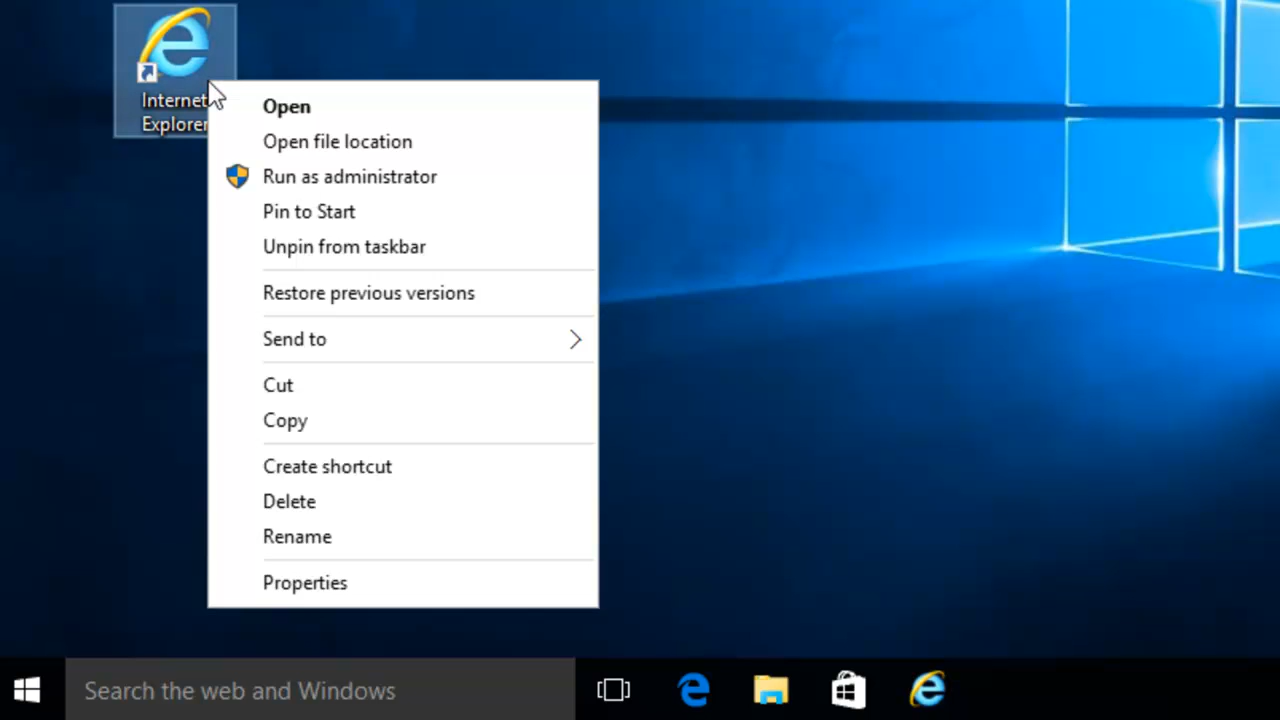 Internet
Explorer
Open
Open file location
Run as administrator
Pin to Start
Unpin from taskbar
Restore previous versions
Send to
Cut
Copy
Create shortcut
Delete
Rename
Properties
Search the web and Windows